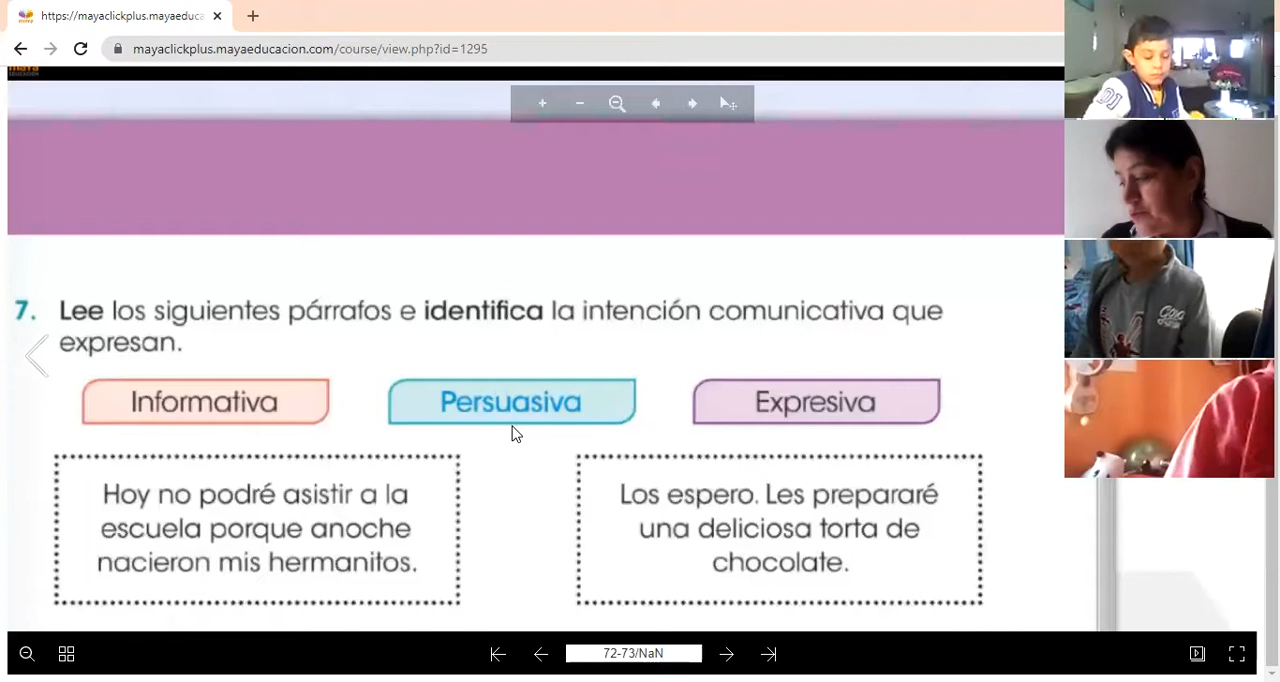 https://mayaclickplus.mayaeduca
mayaclickplus.mayaeducacion.com/course/view.php?id=1295
maya
EDUCACIÓN
7. Lee los siguientes párrafos e identifica la intención comunicativa que
expresan.
Informativa
Persuasiva
Expresiva
Hoy no podré asistir a la
escuela porque anoche
nacieron mis hermanitos.
Los espero. Les prepararé
una deliciosa torta de
chocolate.
72-73/NaN